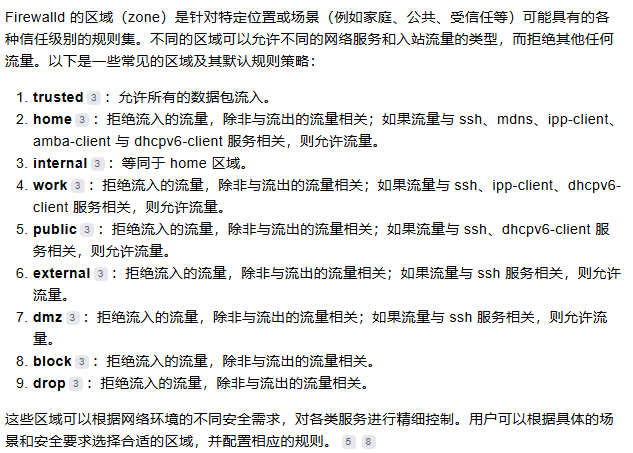 Firewalld 的区域（zone）是针对特定位置或场景（例如家庭、公共、受信任等）可能具有的各
种信任级别的规则集。不同的区域可以允许不同的网络服务和入站流量的类型，而拒绝其他任何
流量。以下是一些常见的区域及其默认规则策略：
1. trusted 3 ：允许所有的数据包流入。
2. home 3 ：拒绝流入的流量，除非与流出的流量相关；如果流量与 ssh、mdns、ipp-client、
amba-client 与 dhcpv6-client 服务相关，则允许流量。
3. internal 3 ：等同于 home 区域。
4. work 3 ：拒绝流入的流量，除非与流出的流量相关；如果流量与 ssh、ipp-client、dhcpv6-
client 服务相关，则允许流量。
5. public 3 ：拒绝流入的流量，除非与流出的流量相关；如果流量与 ssh、dhcpv6-client 服
务相关，则允许流量。
6. external 3 ：拒绝流入的流量，除非与流出的流量相关；如果流量与 ssh 服务相关，则允许
流量。
7. dmz 3 ：拒绝流入的流量，除非与流出的流量相关；如果流量与 ssh 服务相关，则允许流
量。
8. block 3 ：拒绝流入的流量，除非与流出的流量相关。
9. drop 3 ：拒绝流入的流量，除非与流出的流量相关。
这些区域可以根据网络环境的不同安全需求，对各类服务进行精细控制。用户可以根据具体的场
景和安全要求选择合适的区域，并配置相应的规则。 5 8